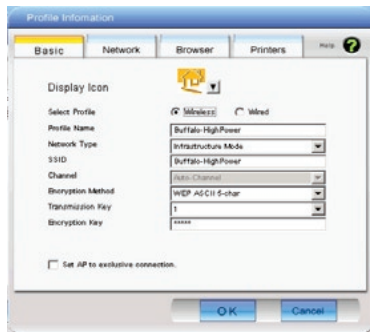 Profile Infomation
Basic Network Browser Printers Help
Display Icon
Select Profile Wireless Wired
Profile Name Buffalo-HighPower
Network Type Infrastructure Mode
SSID Buffalo-HighPower
Channel Auto-Channel
Encryption Method WEP ASCII 5-char
Transmission Key 1
Encryption Key *****
Set AP to exclusive connection.
OK Cancel